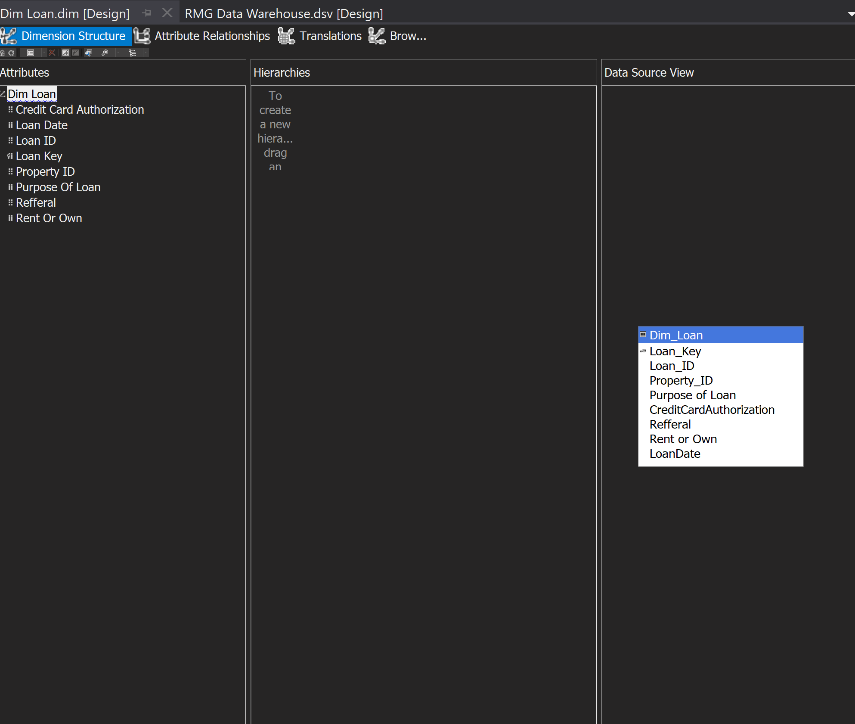 Dim Loan.dim [Design]
RMG Data Warehouse.dsv [Design]
Dimension Structure
Attribute Relationships
Translations
Brow...
Attributes
Dim Loan
Credit Card Authorization
Loan Date
Loan ID
Loan Key
Property ID
Purpose Of Loan
Refferal
Rent Or Own
Hierarchies
To
create
a new
hiera...
drag
an
Data Source View
Dim_Loan
Loan_Key
Loan_ID
Property_ID
Purpose of Loan
CreditCardAuthorization
Refferal
Rent or Own
LoanDate